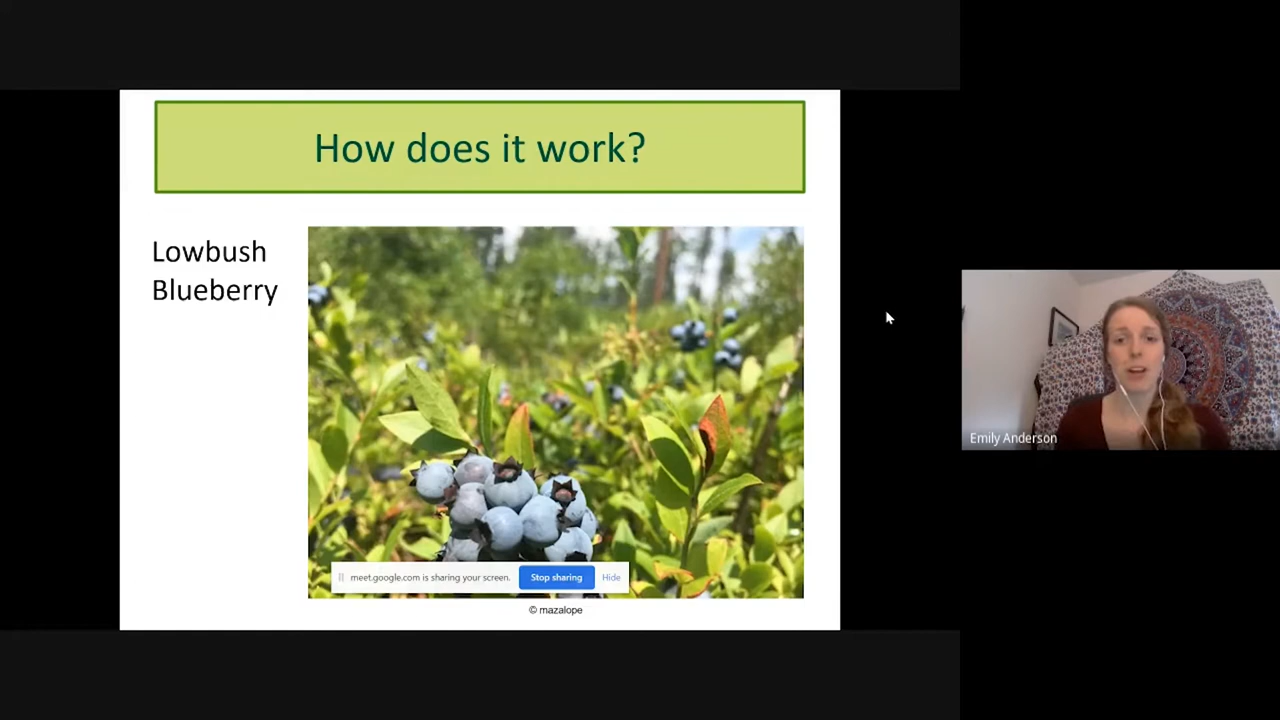 How does it work?
Lowbush
Blueberry
meet.google.com is sharing your screen. Stop sharing Hide
© mazalope
Emily Anderson